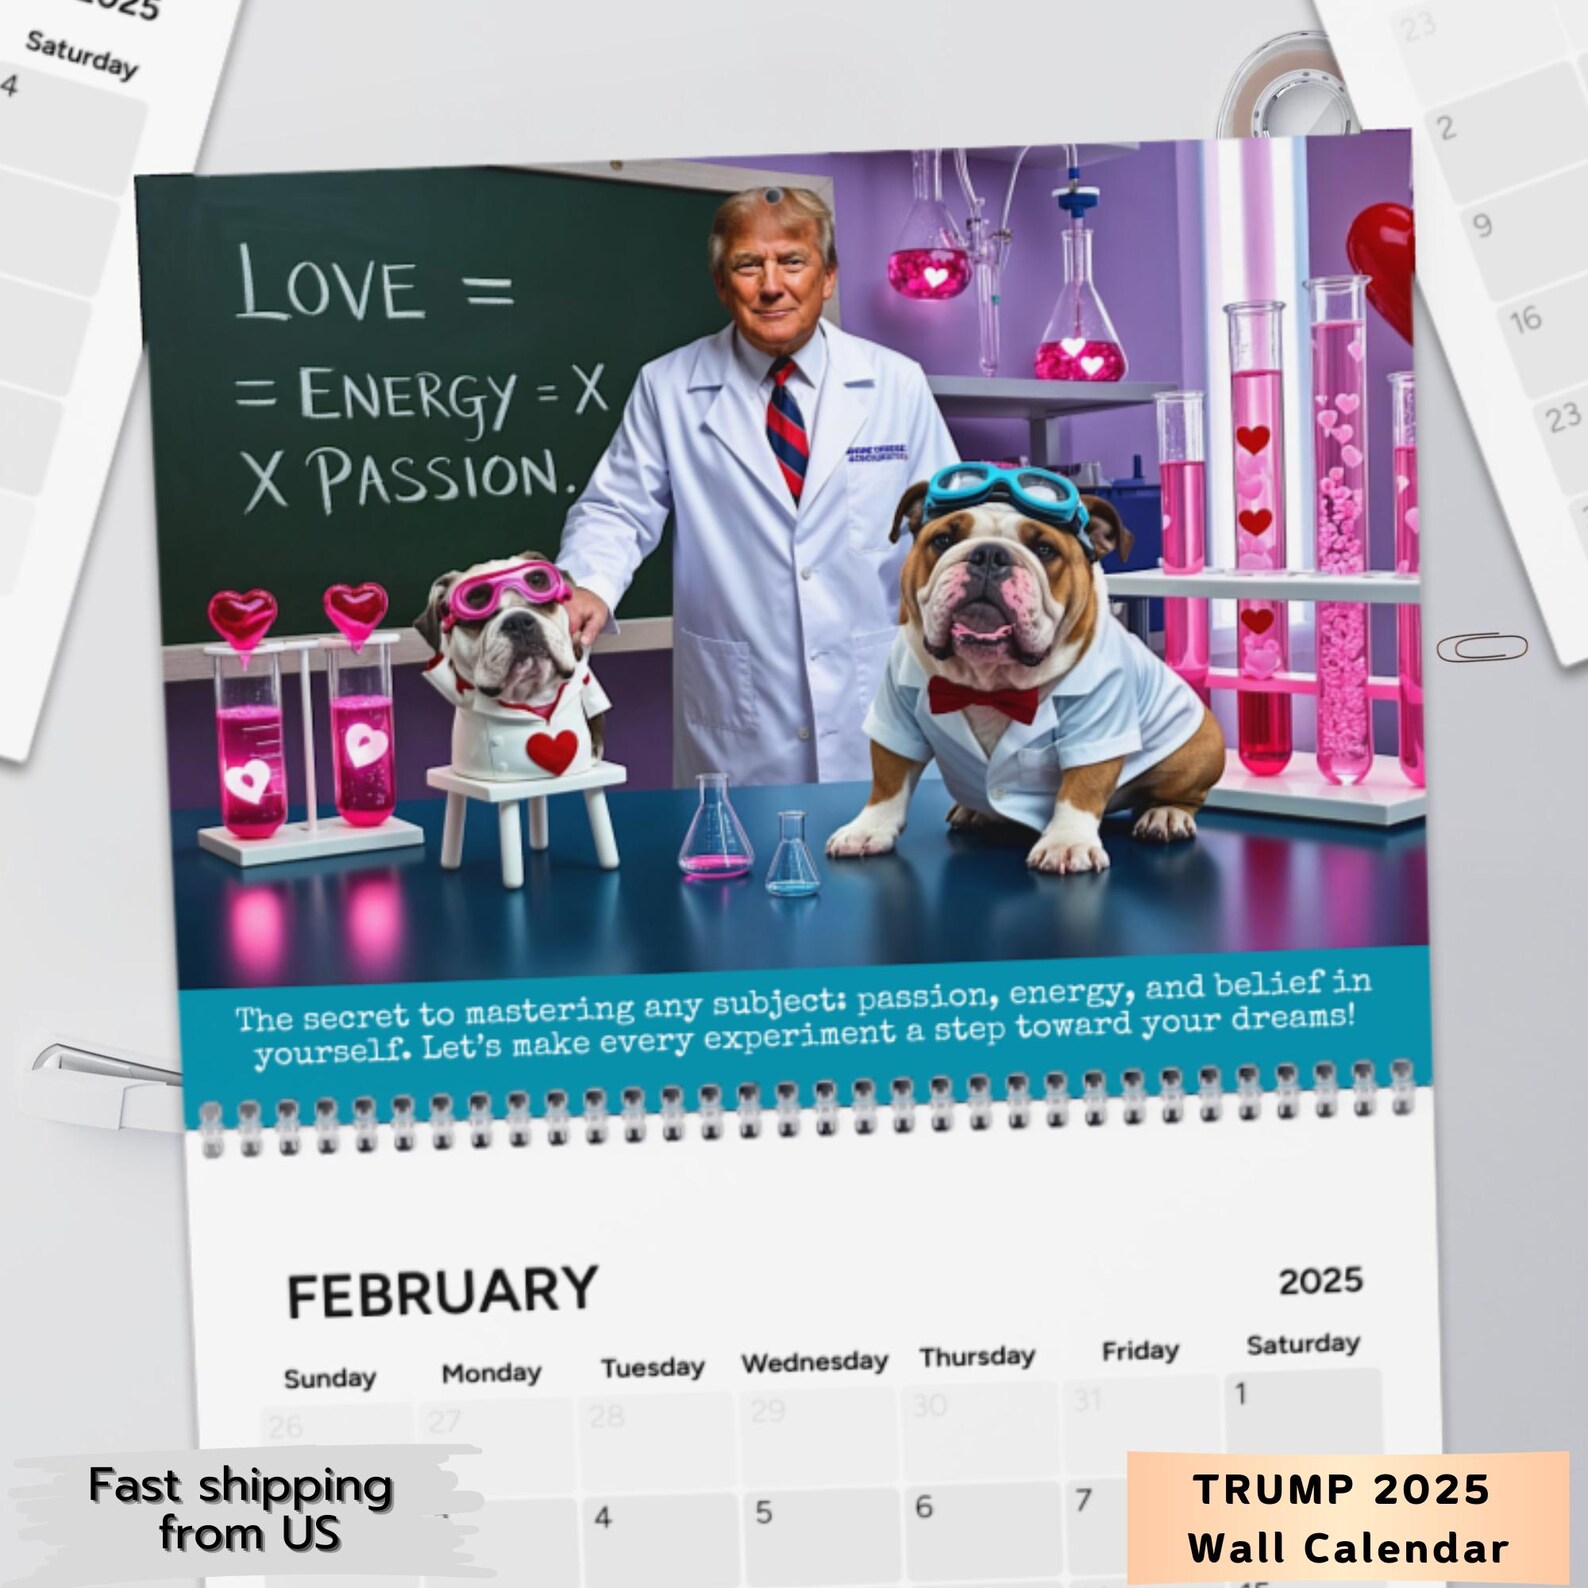 2025
Saturday
4
23
2
9
16
23
LOVE =
= ENERGY = X
X PASSION.
The secret to mastering any subject: passion, energy, and belief in
yourself. Let's make every experiment a step toward your dreams!
FEBRUARY
2025
Sunday Monday Tuesday Wednesday Thursday Friday Saturday
26 27 28 29 30 31 1
4 5 6 7
Fast shipping
from US
TRUMP 2025
Wall Calendar